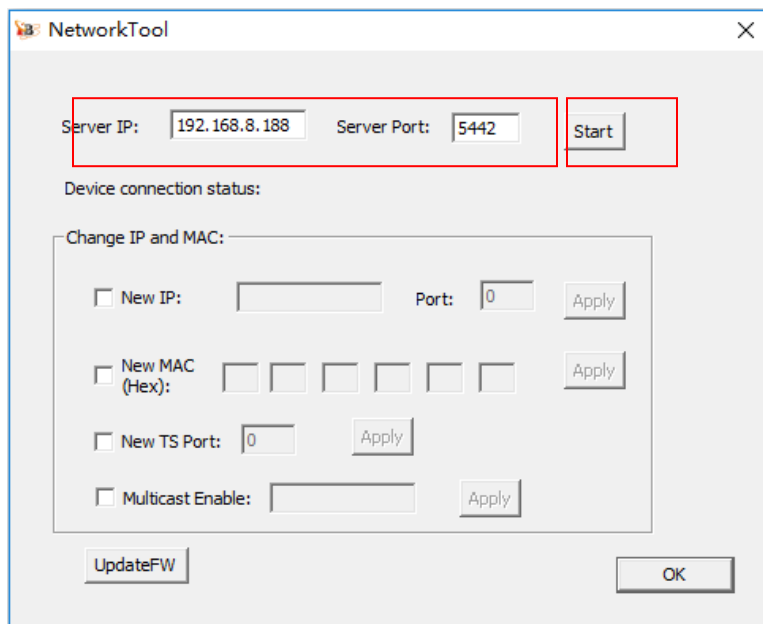 NetworkTool
Server IP: 192.168.8.188 Server Port: 5442 Start
Device connection status:
Change IP and MAC:
New IP: Port: 0 Apply
New MAC
(Hex): Apply
New TS Port: 0 Apply
Multicast Enable: Apply
UpdateFW
OK